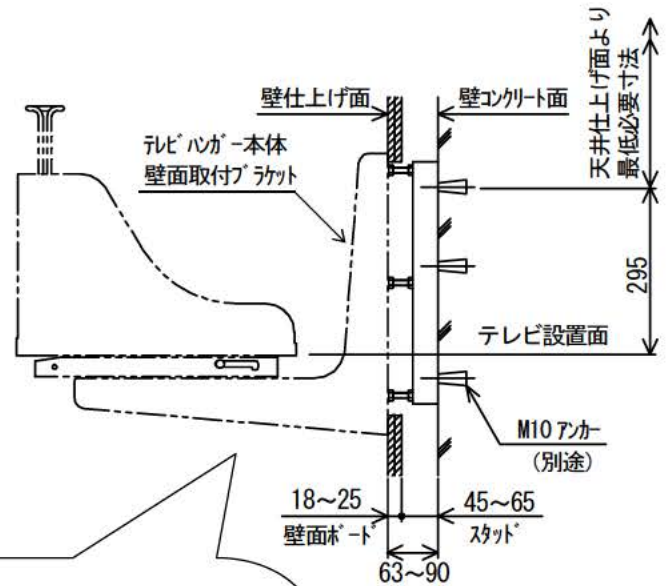 天井仕上げ面より
最低必要寸法
壁仕上げ面
壁コンクリート面
テレビハンガー本体
壁面取付ブラケット
295
テレビ設置面
M10 アンカー
(別途)
18~25
壁面ボード
45~65
スタッド
63~90